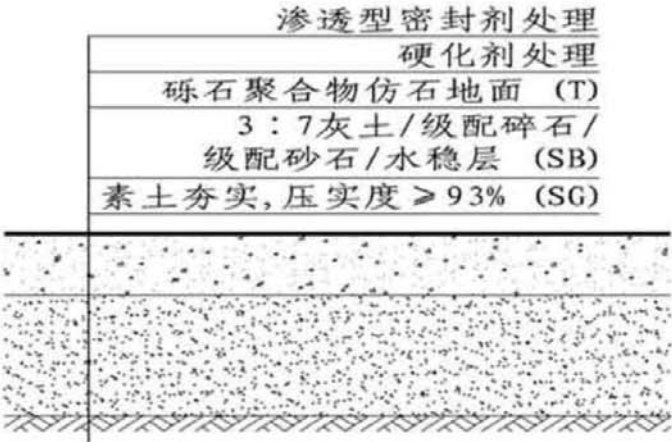 渗透型密封剂处理
硬化剂处理
砾石聚合物仿石地面 (T)
3：7灰土/级配碎石/
级配砂石/水稳层 (SB)
素土夯实,压实度≥93% (SG)